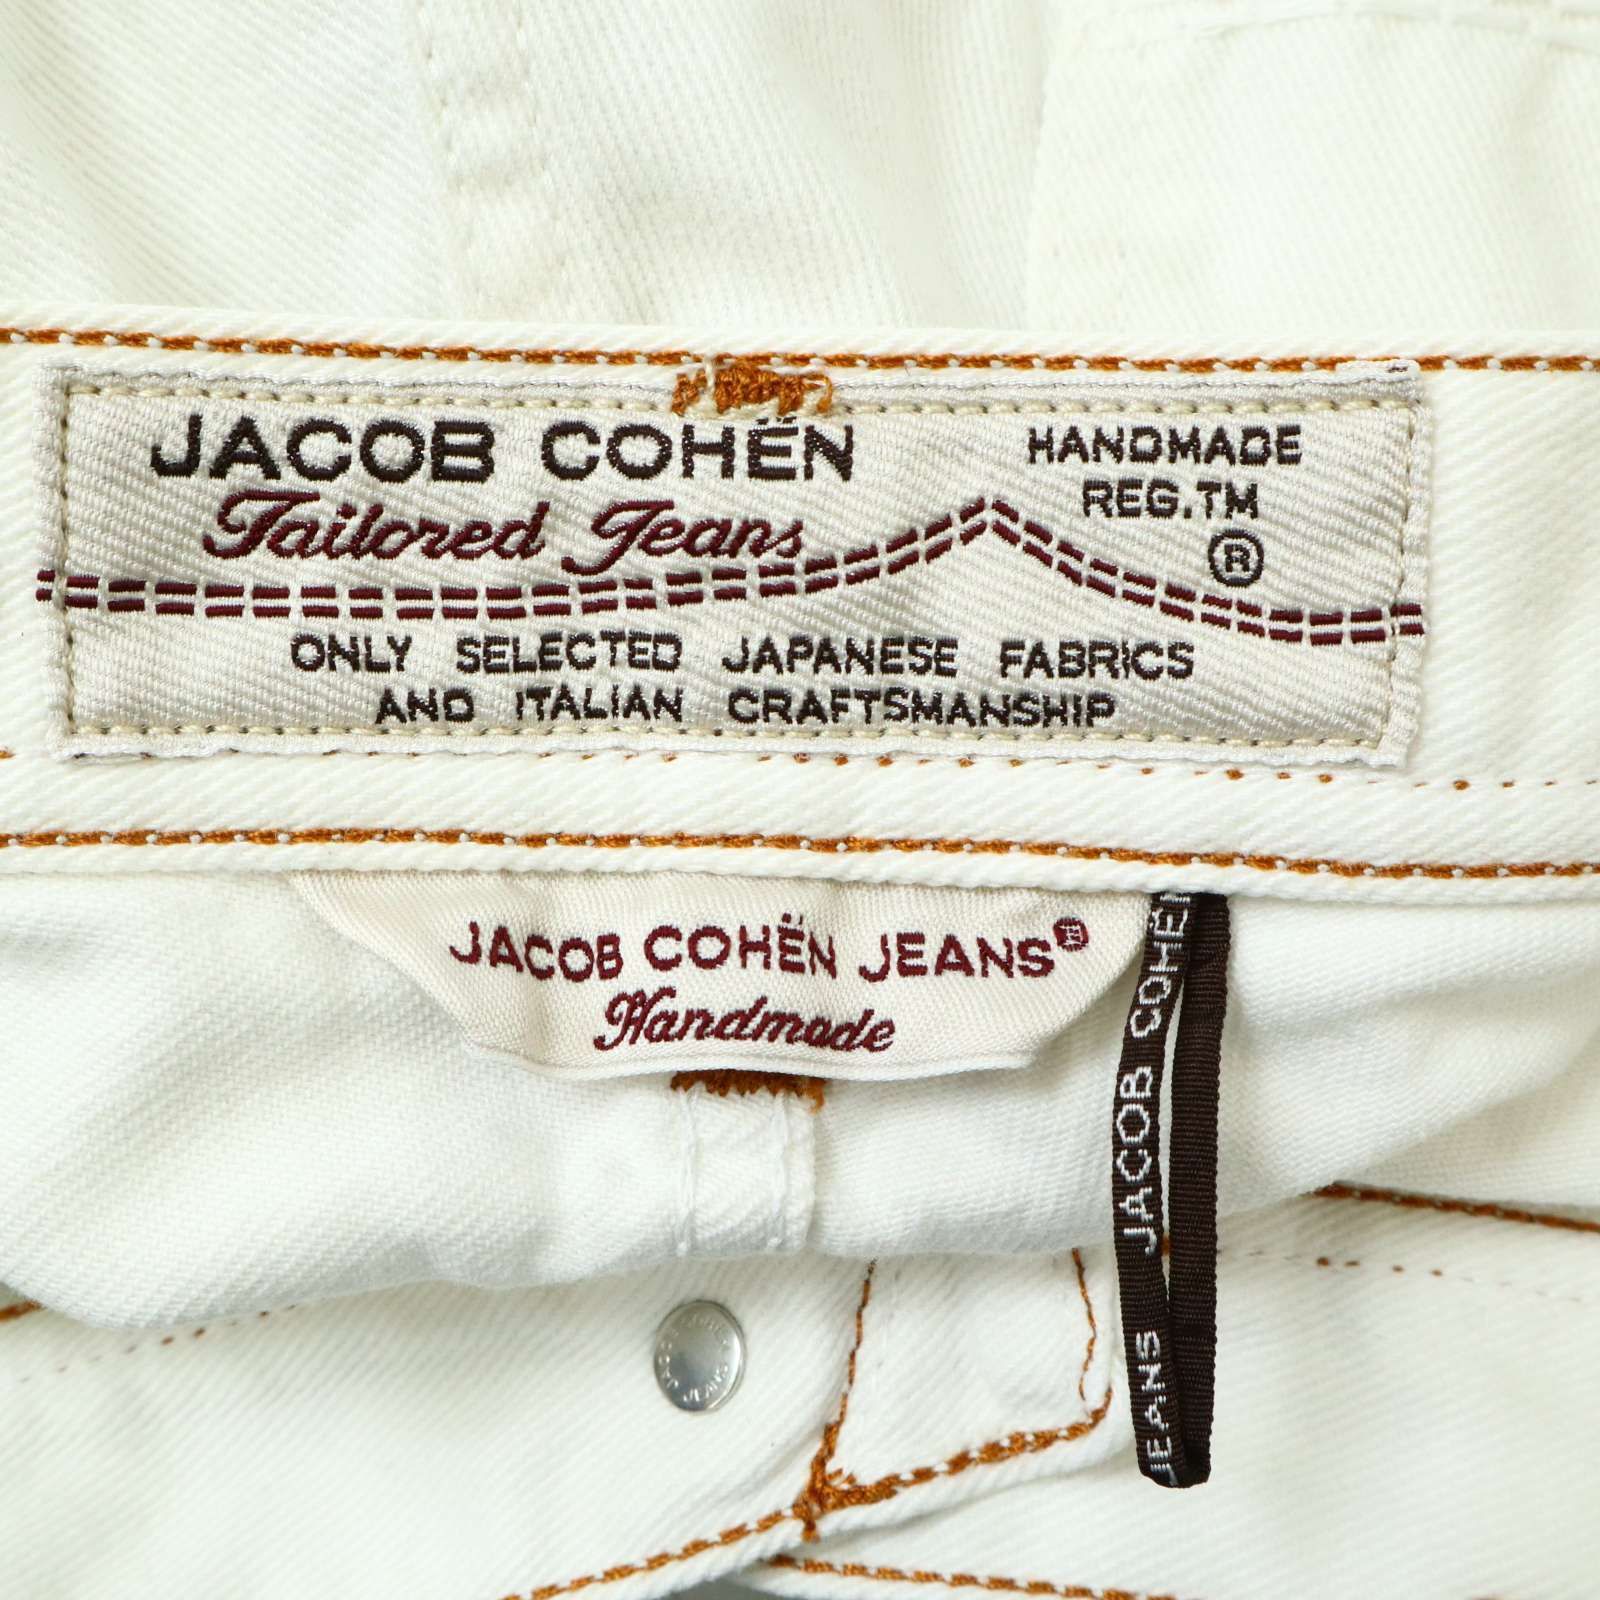 JACOB COHËN
Tailored Jeans
HANDMADE
REG.TM
®
ONLY SELECTED JAPANESE FABRICS
AND ITALIAN CRAFTSMANSHIP
JACOB COHËN JEANS
Handmade
JEANS JACOB COHËN